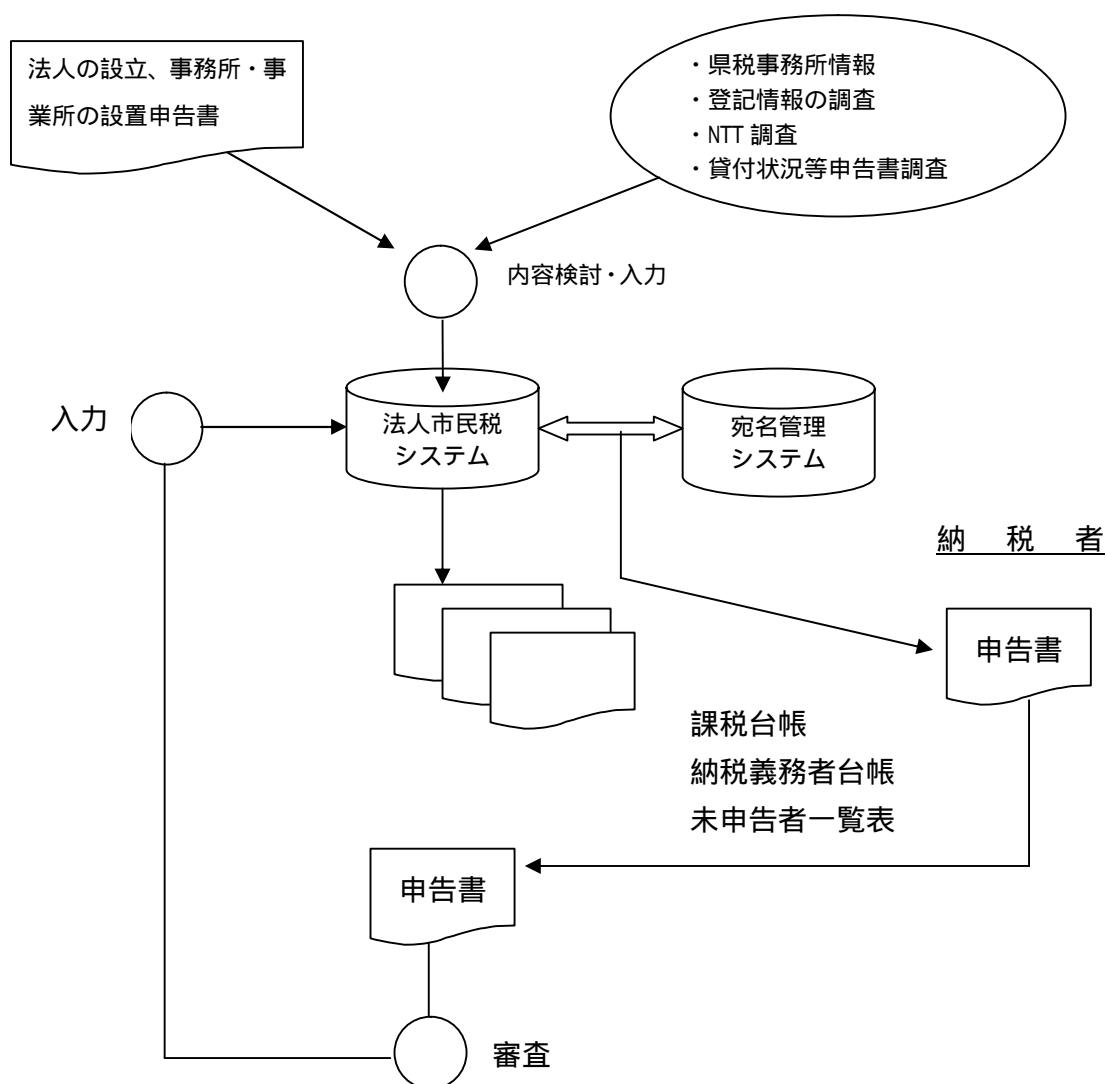 法人の設立、事務所・事
業所の設置申告書
・県税事務所情報
・登記情報の調査
・NTT 調査
・貸付状況等申告書調査
内容検討・入力
入力
法人市民税
システム
宛名管理
システム
納 税 者
申告書
課税台帳
納税義務者台帳
未申告者一覧表
申告書
審査